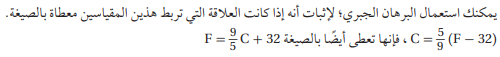 يمكنك استعمال البرهان الجبري؛ لإثبات أنه إذا كانت العلاقة التي تربط هذين المقياسين معطاة بالصيغة.
C = 5/9 (F − 32) ، فإنها تعطى أيضًا بالصيغة F = 9/5 C + 32